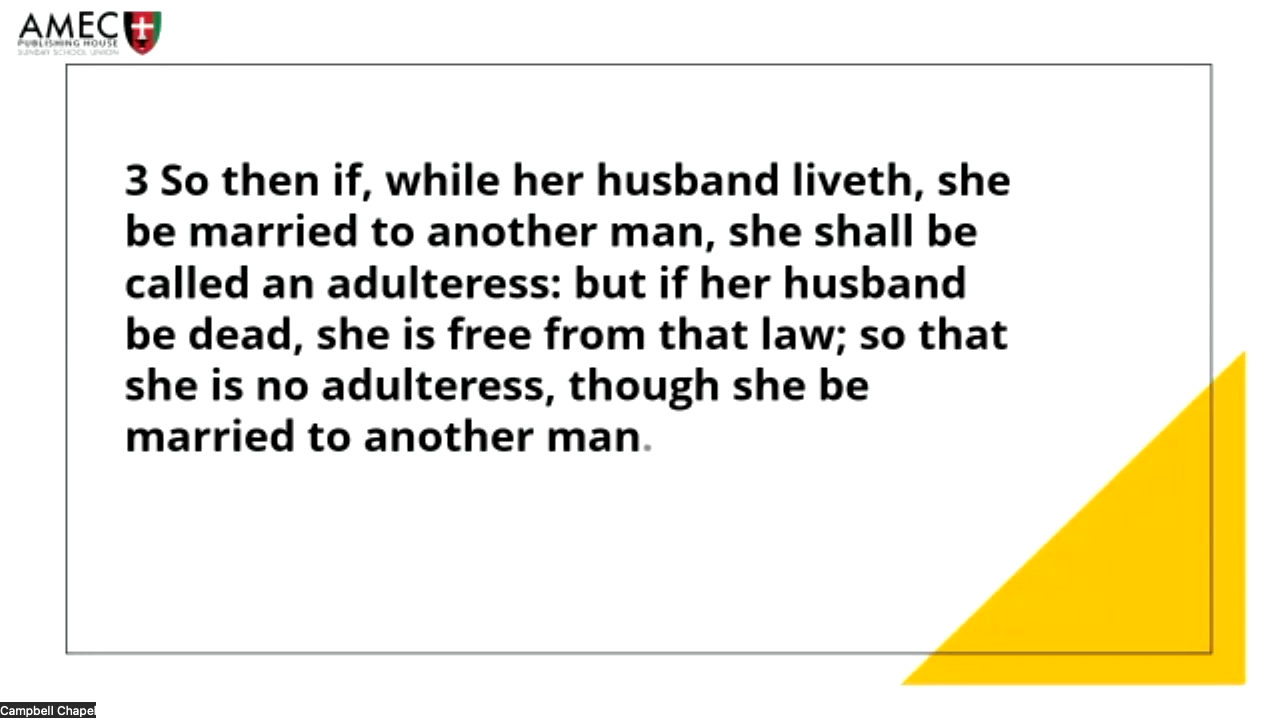 AMEC
PUBLISHING HOUSE
SUNDAY SCHOOL UNION
3 So then if, while her husband liveth, she
be married to another man, she shall be
called an adulteress: but if her husband
be dead, she is free from that law; so that
she is no adulteress, though she be
married to another man.
Campbell Chapel